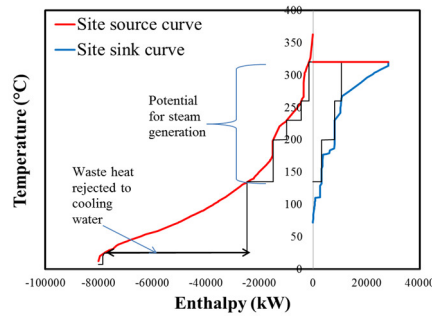 Site source curve
Site sink curve
Potential
for steam
generation
Waste heat
rejected to
cooling
water
Temperature (°C)
400
350
300
250
200
150
100
50
0
-100000
-80000
-60000
-40000
-20000
0
20000
40000
Enthalpy (kW)